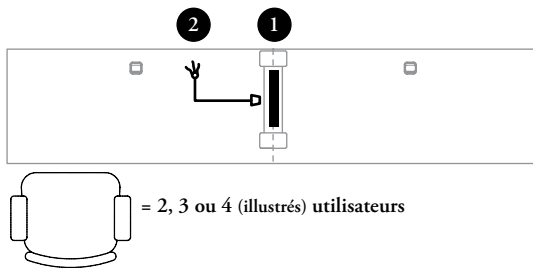 2 1
= 2, 3 ou 4 (illustrés) utilisateurs